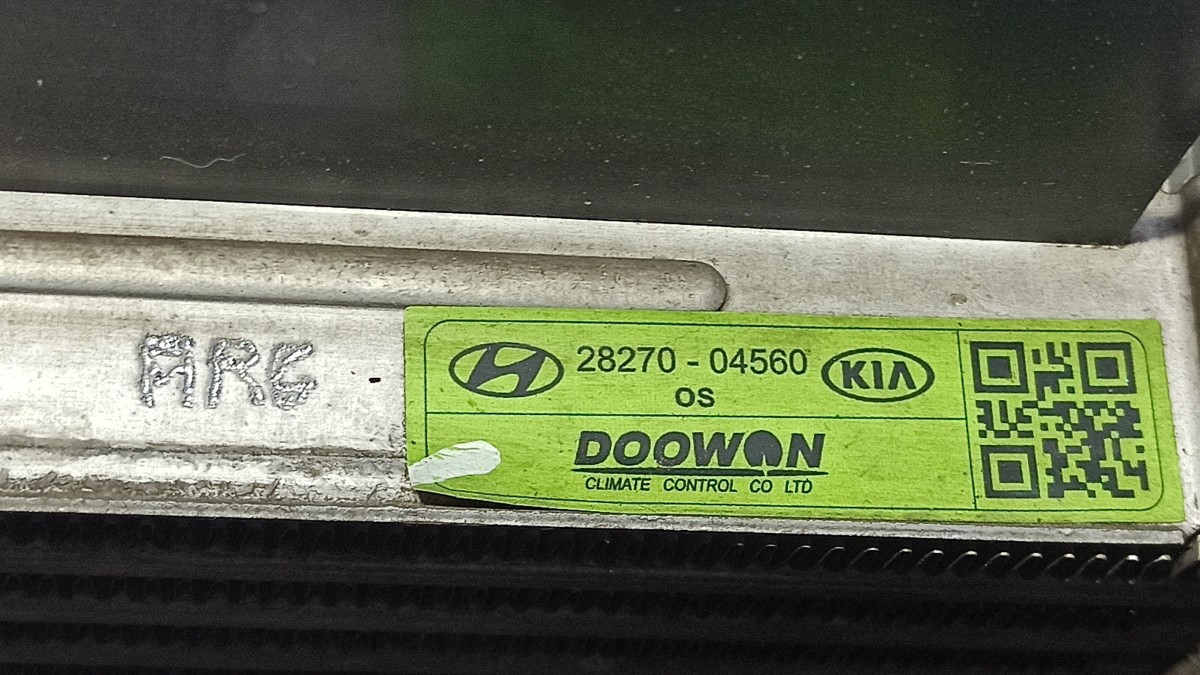 ARG
28270 - 04560
KIA
OS
DOOWON
CLIMATE CONTROL CO LTD